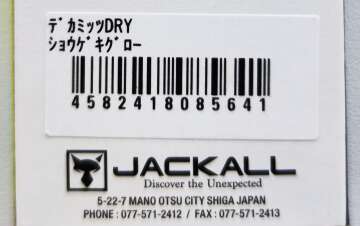 デカミッツDRY
ショウゲキグロー
4582418085641
JACKALL
Discover the Unexpected
5-22-7 MANO OTSU CITY SHIGA JAPAN
PHONE : 077-571-2412 / FAX : 077-571-2413